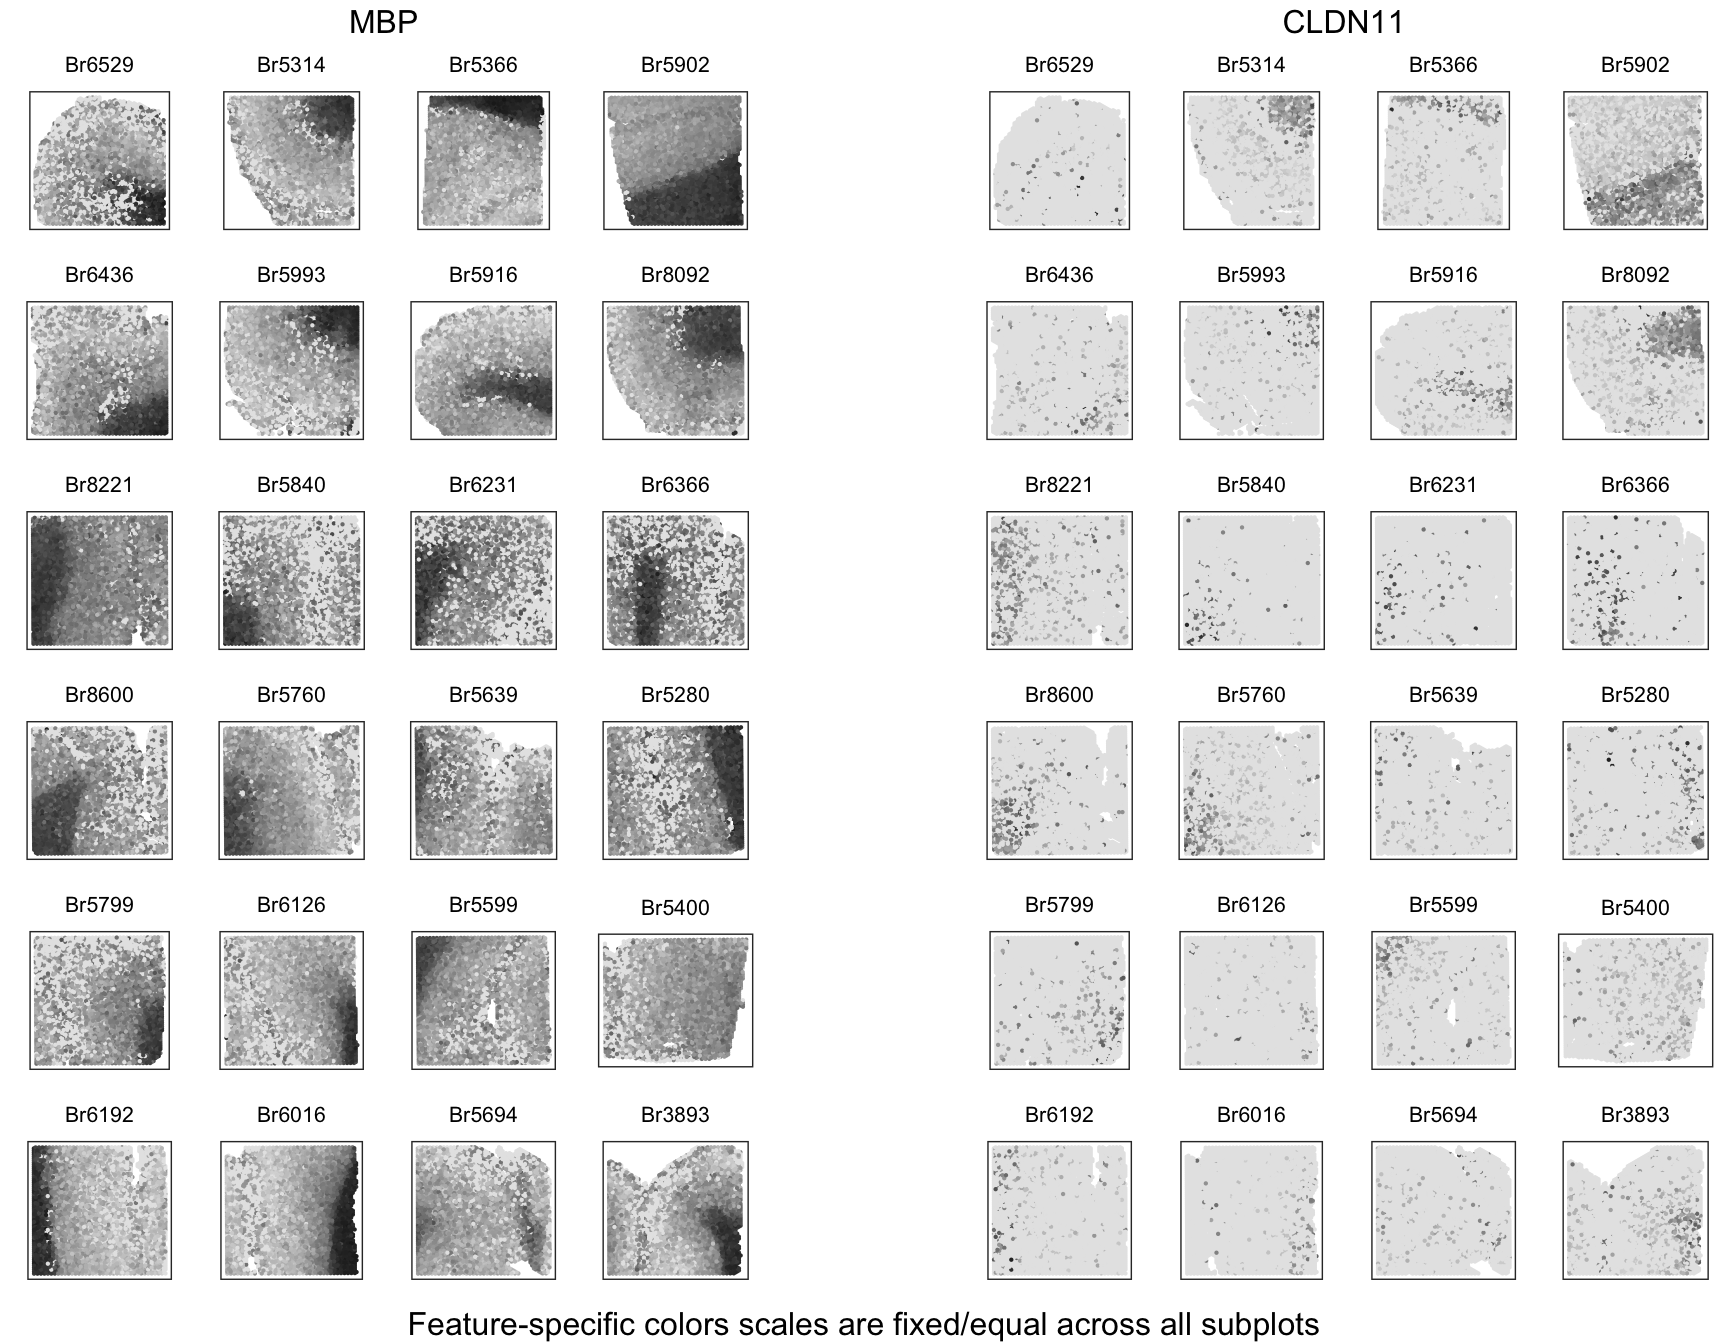 MBP CLDN11
Br6529 Br5314 Br5366 Br5902 Br6529 Br5314 Br5366 Br5902
Br6436 Br5993 Br5916 Br8092 Br6436 Br5993 Br5916 Br8092
Br8221 Br5840 Br6231 Br6366 Br8221 Br5840 Br6231 Br6366
Br8600 Br5760 Br5639 Br5280 Br8600 Br5760 Br5639 Br5280
Br5799 Br6126 Br5599 Br5400 Br5799 Br6126 Br5599 Br5400
Br6192 Br6016 Br5694 Br3893 Br6192 Br6016 Br5694 Br3893
Feature-specific colors scales are fixed/equal across all subplots